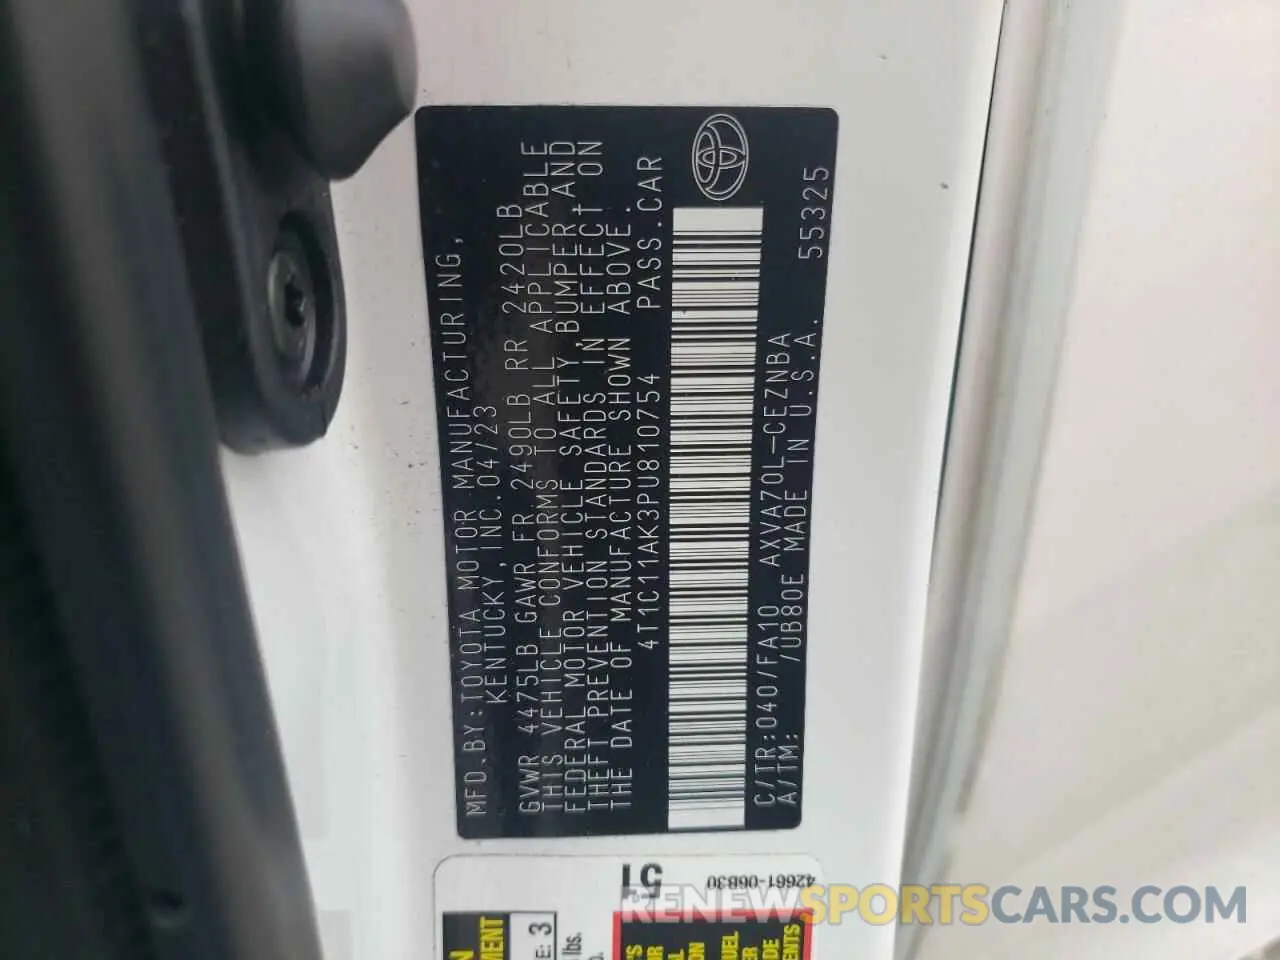 MFD.BY:TOYOTA MOTOR MANUFACTURING,
KENTUCKY,INC.04/23
GVWR 4475LB GAWR FR 2490LB RR 2420LB
THIS VEHICLE CONFORMS TO ALL APPLICABLE
FEDERAL MOTOR VEHICLE SAFETY,BUMPER AND
THEFT PREVENTION STANDARDS IN EFFECT ON
THE DATE OF MANUFACTURE SHOWN ABOVE.
4T1C11AK3PU810754 PASS.CAR
C/TR:040/FA10 AXVA70L-CEZNBA
A/TM: /UB80E MADE IN U.S.A. 55325
51
42661-06B30
E: 3
lbs.
RENEWSPORTSCARS.COM